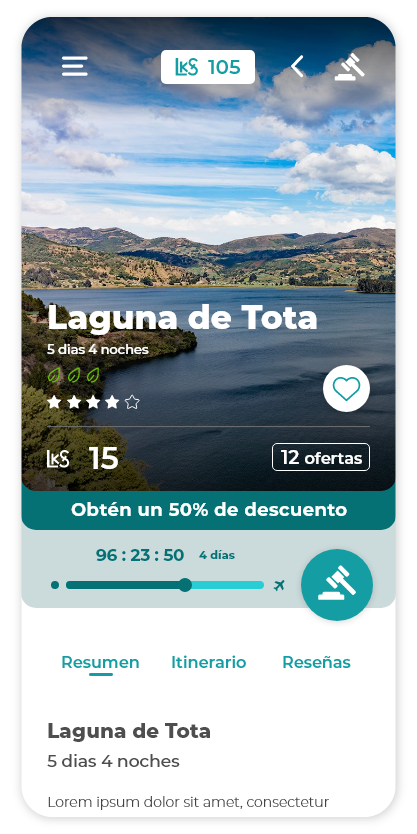 LKS 105
Laguna de Tota
5 dias 4 noches
LKS 15
12 ofertas
Obtén un 50% de descuento
96 : 23 : 50 4 días
Resumen Itinerario Reseñas
Laguna de Tota
5 dias 4 noches
Lorem ipsum dolor sit amet, consectetur